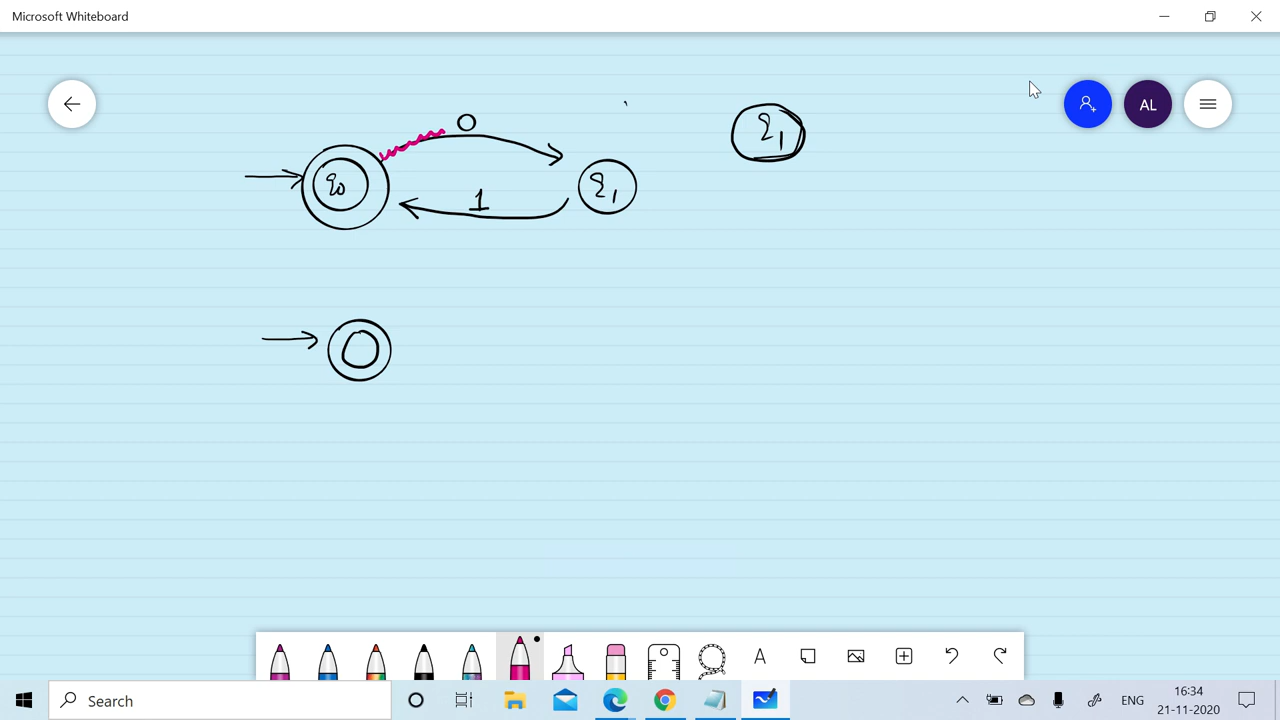 Microsoft Whiteboard
AL
0
q1
q0
1
q1
A
Search
ENG
16:34
21-11-2020